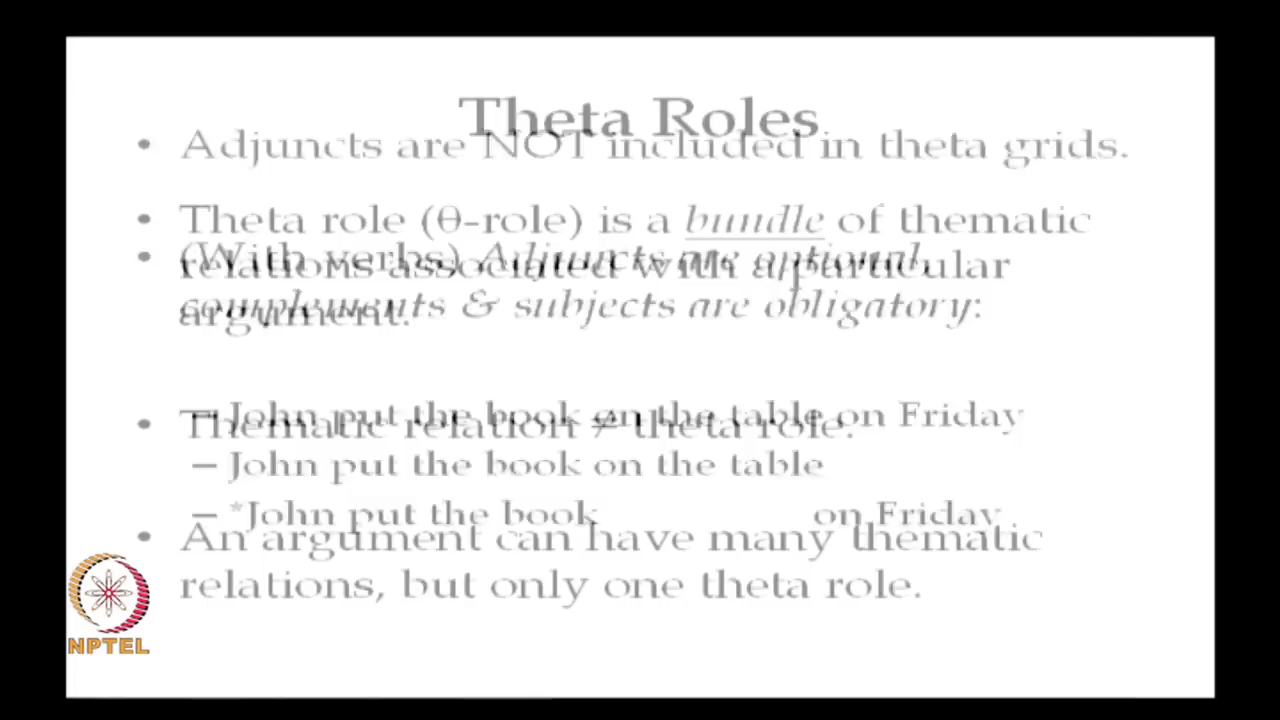 Theta Roles
• Adjuncts are NOT included in theta grids.
• Theta role (θ-role) is a bundle of thematic
relations associated with a particular
argument.
• (With verbs) Adjuncts are optional,
complements & subjects are obligatory:
– John put the book on the table on Friday
– John put the book on the table
– *John put the book on Friday
• Thematic relation ≠ theta role.
• An argument can have many thematic
relations, but only one theta role.
NPTEL